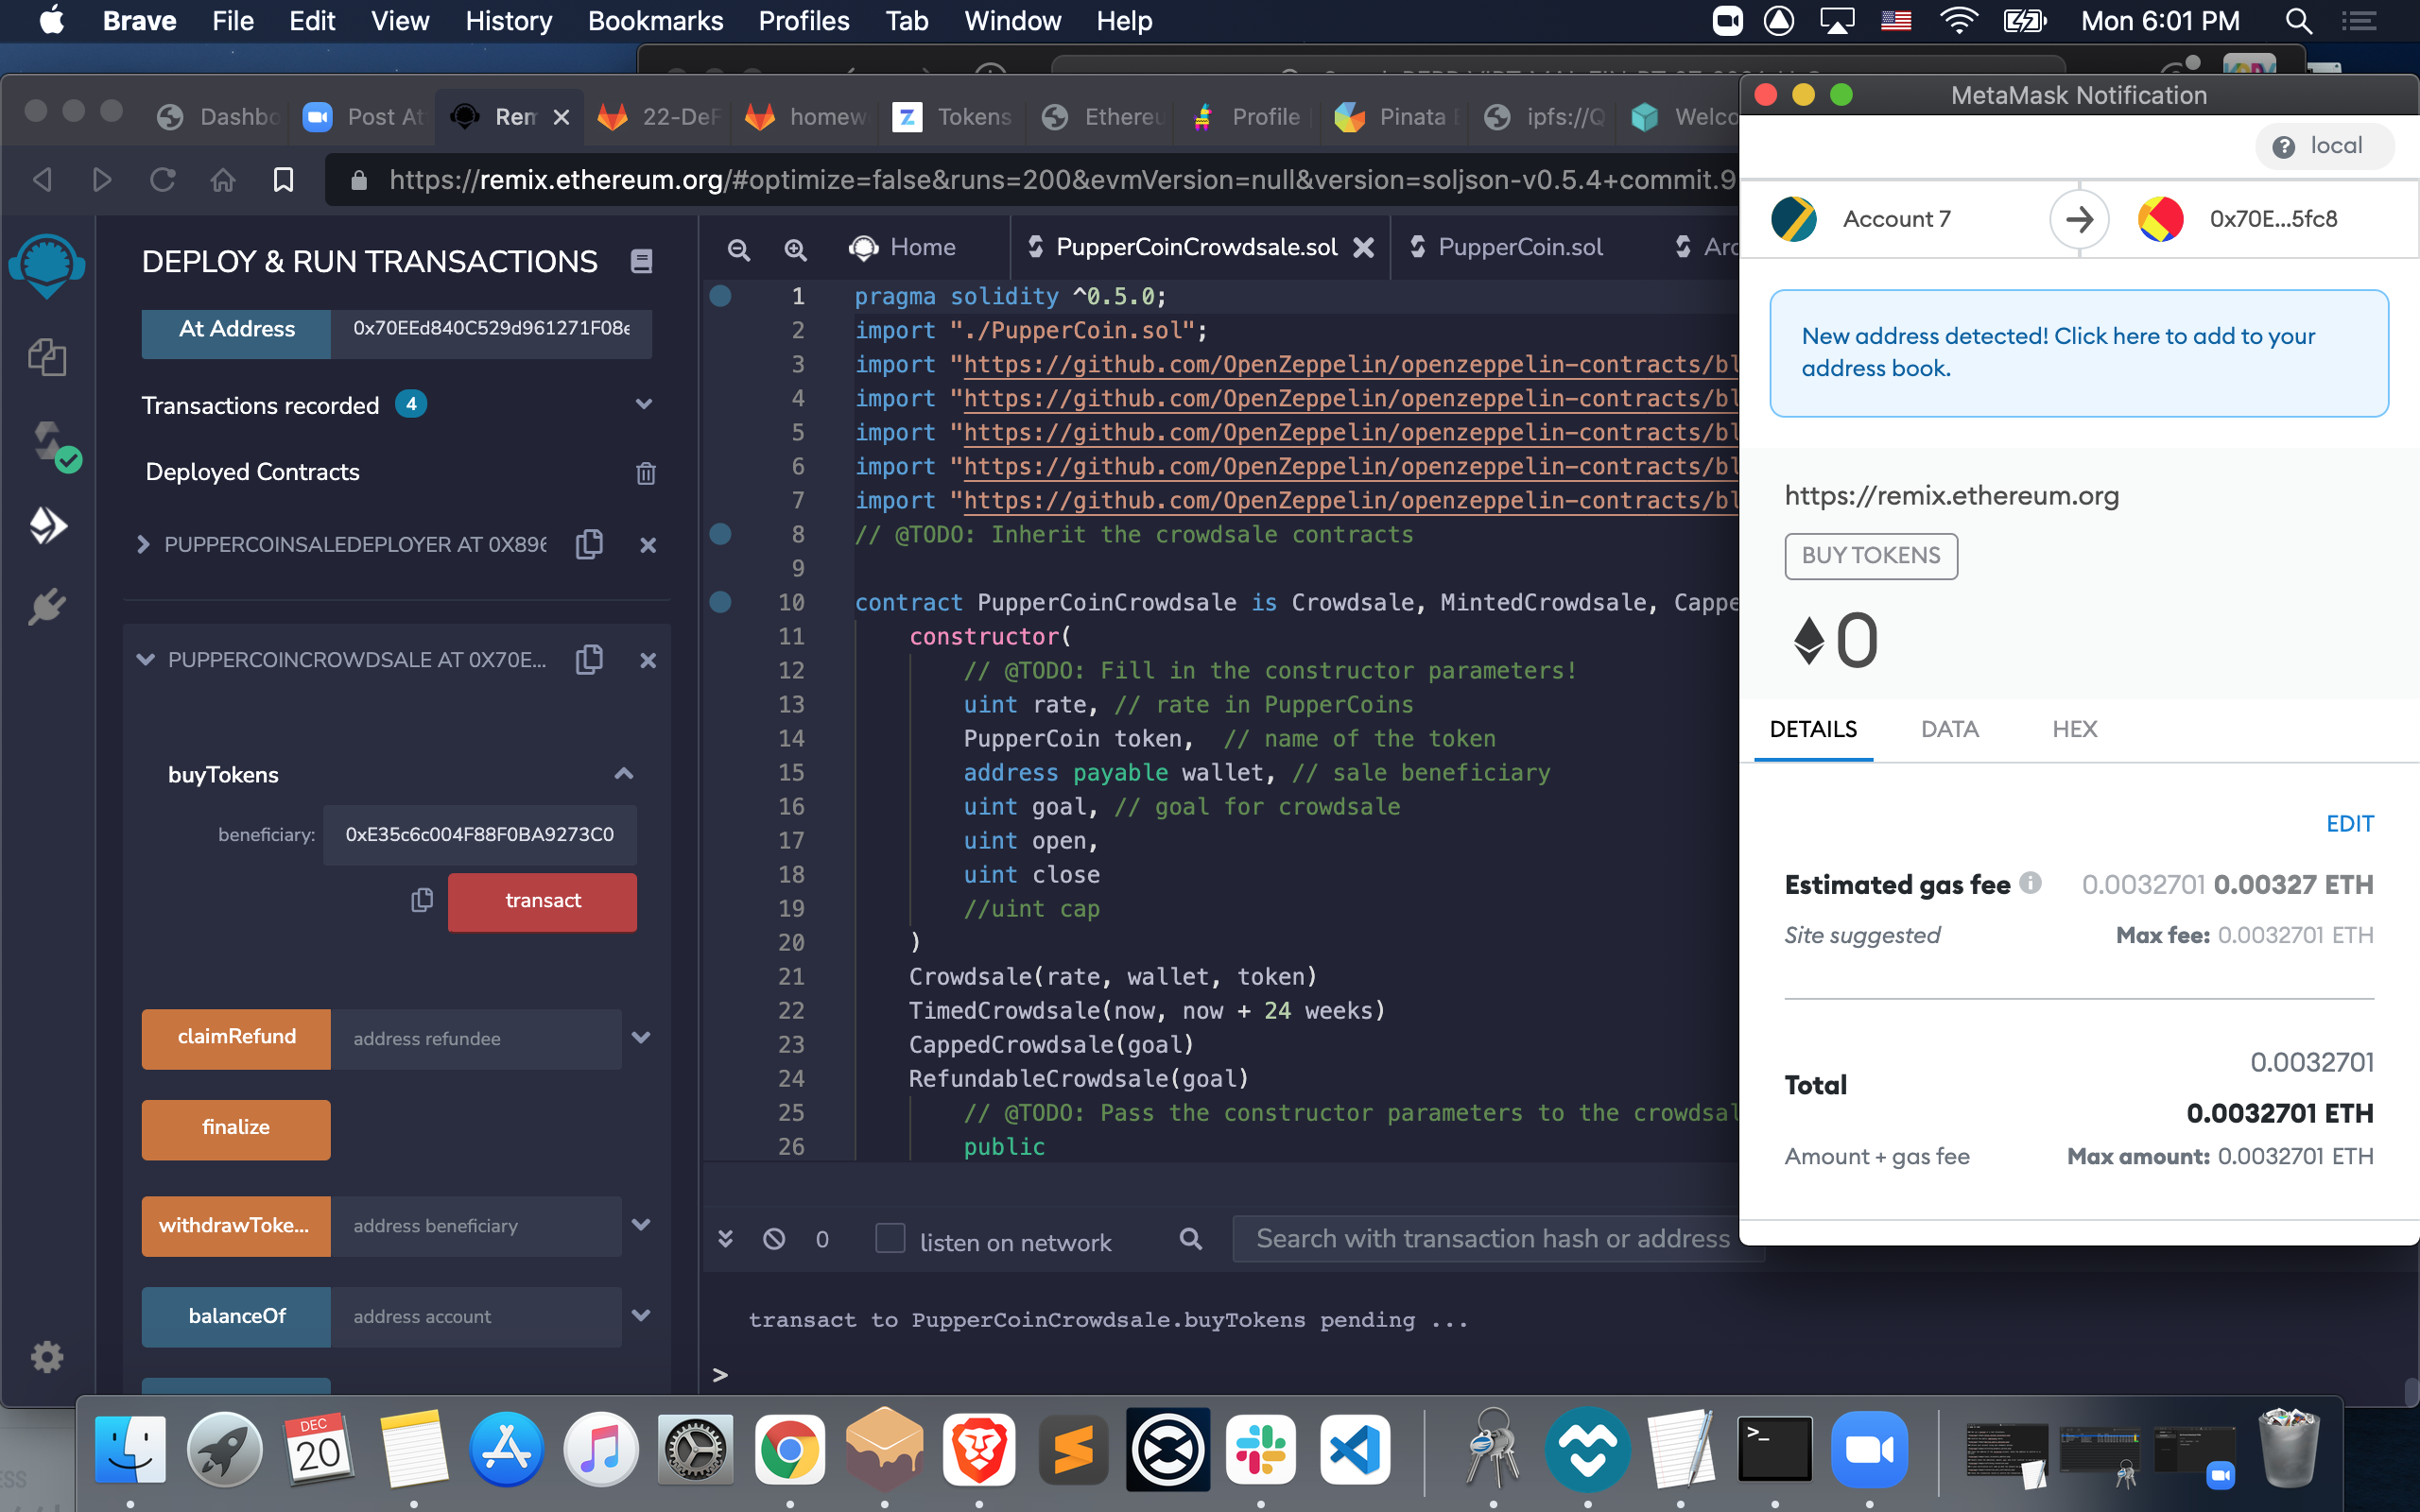 Brave File Edit View History Bookmarks Profiles Tab Window Help Mon 6:01 PM
Dashbo Post At Rem 22-DeF homew Tokens Ethereu Profile Pinata ipfs://Q Welco
https://remix.ethereum.org/#optimize=false&runs=200&evmVersion=null&version=soljson-v0.5.4+commit.9
DEPLOY & RUN TRANSACTIONS
At Address 0x70EEd840C529d961271F08e
Transactions recorded 4
Deployed Contracts
PUPPERCOINSALEDEPLOYER AT 0X896
PUPPERCOINCROWDSALE AT 0X70E...
buyTokens
beneficiary: 0xE35c6c004F88F0BA9273C0
transact
claimRefund address refundee
finalize
withdrawToke... address beneficiary
balanceOf address account
Home PupperCoinCrowdsale.sol PupperCoin.sol Arc
1 pragma solidity ^0.5.0;
2 import "./PupperCoin.sol";
3 import "https://github.com/OpenZeppelin/openzeppelin-contracts/bl
4 import "https://github.com/OpenZeppelin/openzeppelin-contracts/bl
5 import "https://github.com/OpenZeppelin/openzeppelin-contracts/bl
6 import "https://github.com/OpenZeppelin/openzeppelin-contracts/bl
7 import "https://github.com/OpenZeppelin/openzeppelin-contracts/bl
8 // @TODO: Inherit the crowdsale contracts
9
10 contract PupperCoinCrowdsale is Crowdsale, MintedCrowdsale, Cappe
11 constructor(
12 // @TODO: Fill in the constructor parameters!
13 uint rate, // rate in PupperCoins
14 PupperCoin token, // name of the token
15 address payable wallet, // sale beneficiary
16 uint goal, // goal for crowdsale
17 uint open,
18 uint close
19 //uint cap
20 )
21 Crowdsale(rate, wallet, token)
22 TimedCrowdsale(now, now + 24 weeks)
23 CappedCrowdsale(goal)
24 RefundableCrowdsale(goal)
25 // @TODO: Pass the constructor parameters to the crowdsal
26 public
0 listen on network Search with transaction hash or address
transact to PupperCoinCrowdsale.buyTokens pending ...
>
MetaMask Notification
? local
Account 7 0x70E...5fc8
New address detected! Click here to add to your
address book.
https://remix.ethereum.org
BUY TOKENS
0
DETAILS DATA HEX
EDIT
Estimated gas fee 0.0032701 0.00327 ETH
Site suggested Max fee: 0.0032701 ETH
0.0032701
Total
0.0032701 ETH
Amount + gas fee Max amount: 0.0032701 ETH
DEC
20
>_